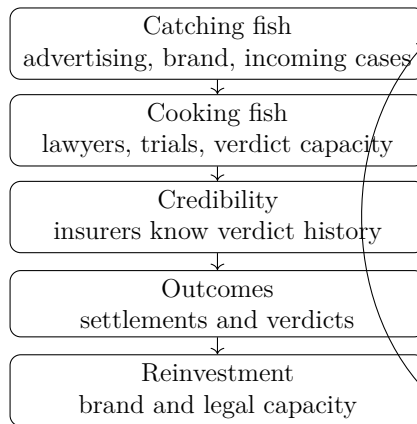 Catching fish
advertising, brand, incoming cases
Cooking fish
lawyers, trials, verdict capacity
Credibility
insurers know verdict history
Outcomes
settlements and verdicts
Reinvestment
brand and legal capacity